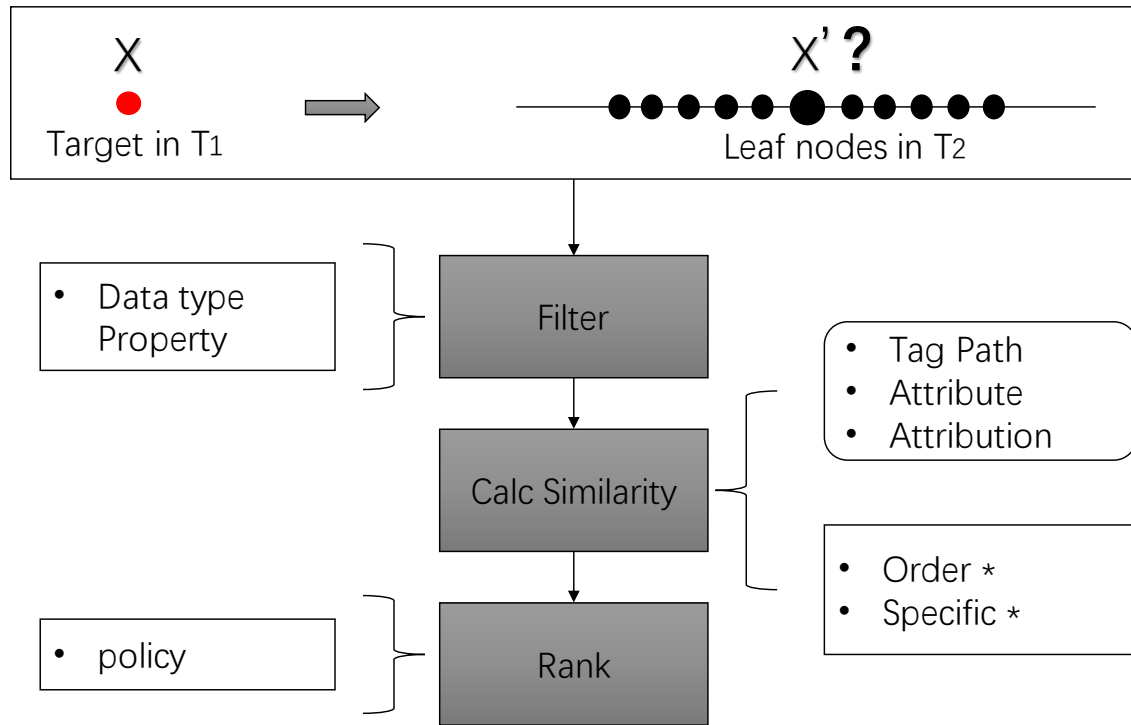 X
X’ ?
Target in T1
Leaf nodes in T2
• Data type
Property
Filter
• Tag Path
• Attribute
• Attribution
Calc Similarity
• Order *
• Specific *
• policy
Rank